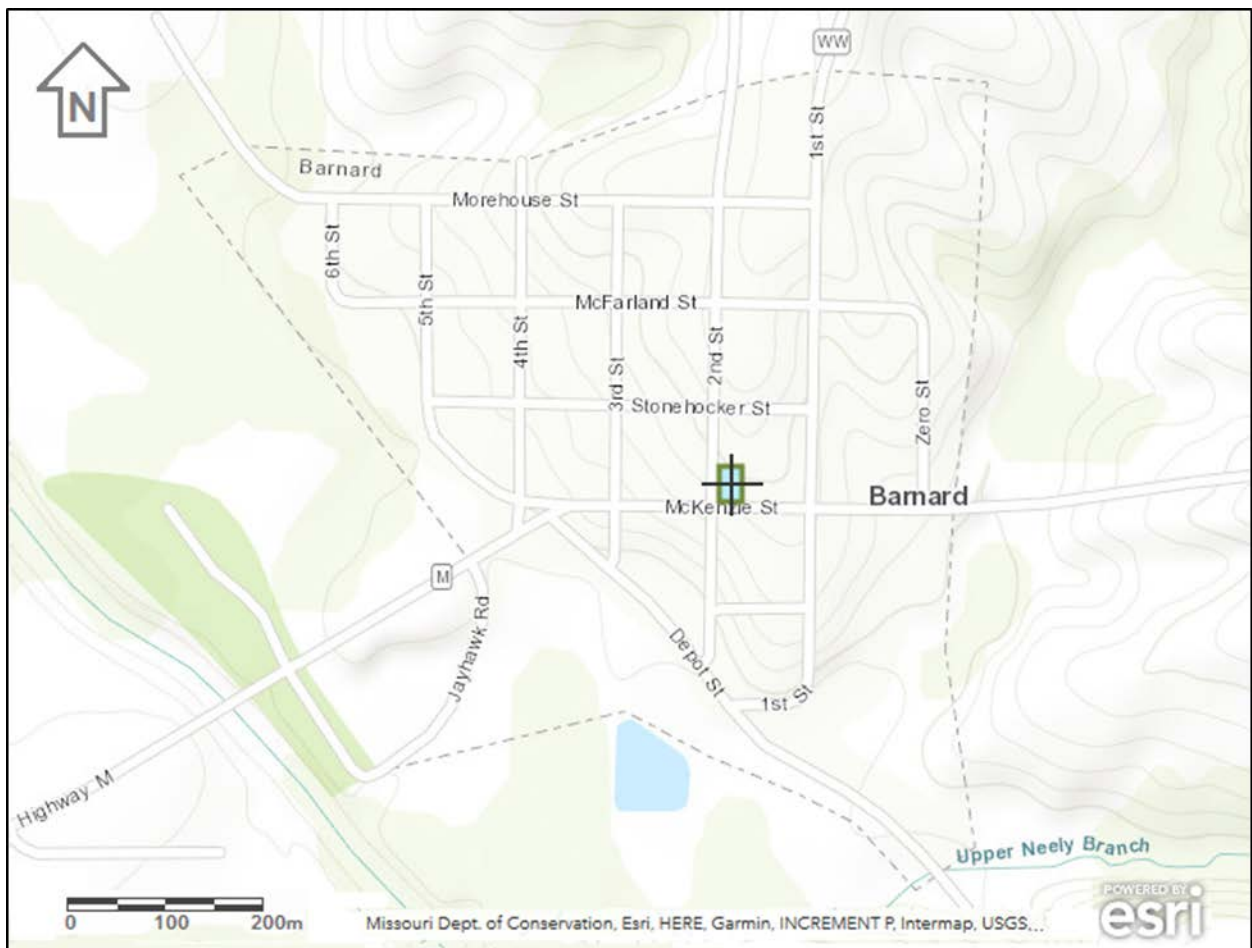 WW
N
1st St
Barnard
Morehouse St
6th St
5th St
McFarland St
4th St
2nd St
3rd St
Stonehocker St
Zero St
Barnard
McKenzie St
M
Jayhawk Rd
Depot St
1st St
Highway M
Upper Neely Branch
0 100 200m
Missouri Dept. of Conservation, Esri, HERE, Garmin, INCREMENT P, Intermap, USGS,...
POWERED BY
esri